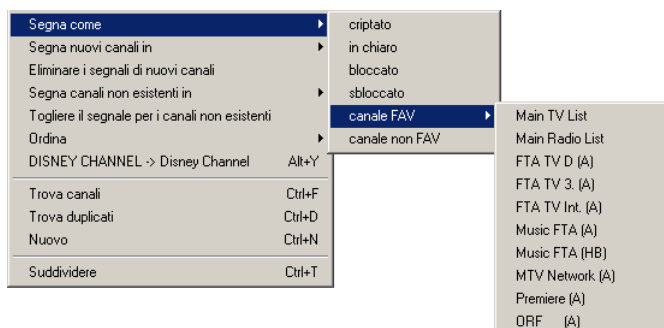 Segna come
Segna nuovi canali in
Eliminare i segnali di nuovi canali
Segna canali non esistenti in
Togliere il segnale per i canali non esistenti
Ordina
DISNEY CHANNEL -> Disney Channel Alt+Y
Trova canali Ctrl+F
Trova duplicati Ctrl+D
Nuovo Ctrl+N
Suddividere Ctrl+T
criptato
in chiaro
bloccato
sbloccato
canale FAV
canale non FAV
Main TV List
Main Radio List
FTA TV D (A)
FTA TV 3. (A)
FTA TV Int. (A)
Music FTA (A)
Music FTA (HB)
MTV Network (A)
Premiere (A)
ORF (A)